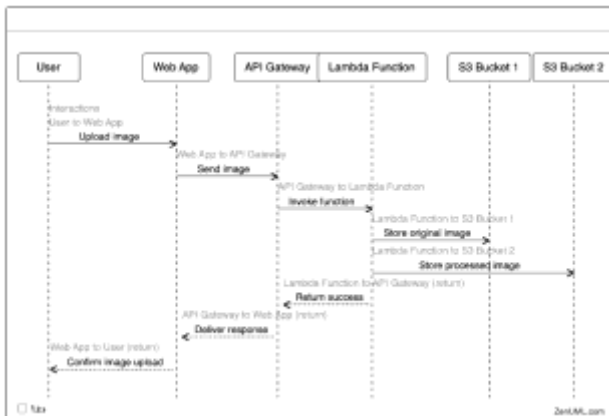 User Web App API Gateway Lambda Function S3 Bucket 1 S3 Bucket 2
Interactions
User to Web App
Upload image
Web App to API Gateway
Send image
API Gateway to Lambda Function
Invoke function
Lambda Function to S3 Bucket 1
Store original image
Lambda Function to S3 Bucket 2
Store processed image
Lambda Function to API Gateway (return)
Return success
API Gateway to Web App (return)
Deliver response
Web App to User (return)
Confirm image upload
ZenUML.com